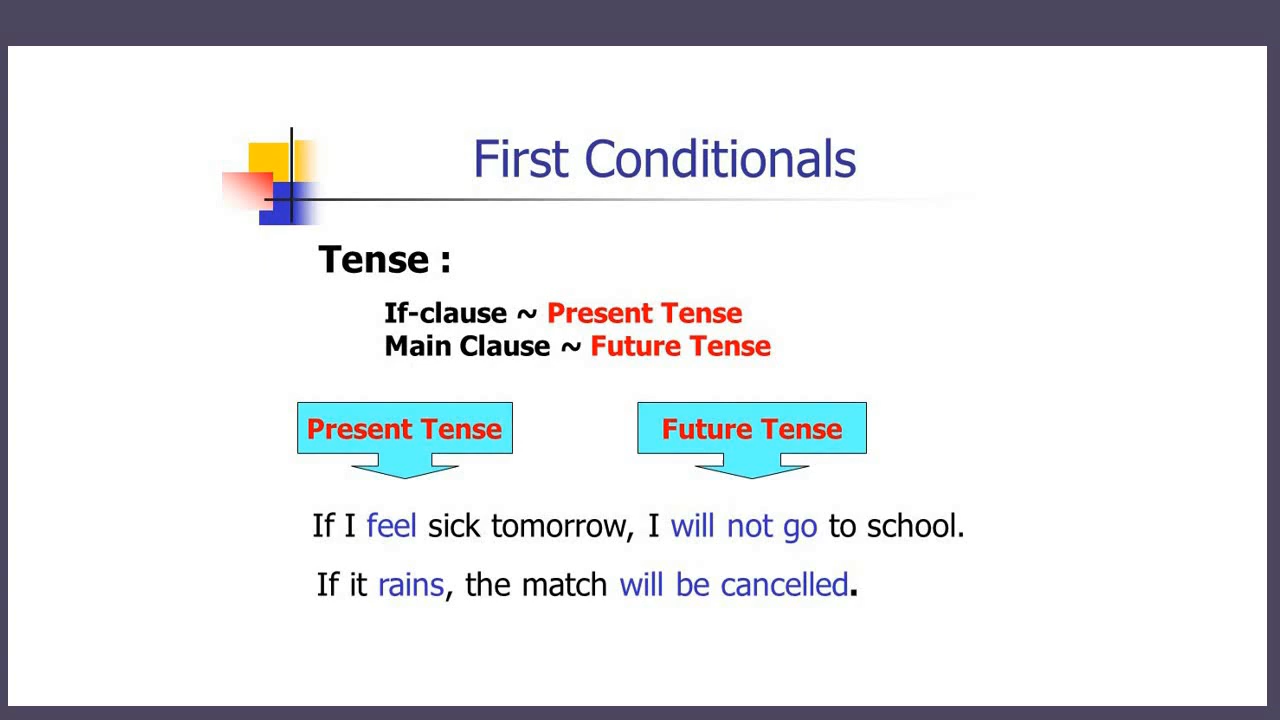 First Conditionals
Tense :
If-clause ~ Present Tense
Main Clause ~ Future Tense
Present Tense
Future Tense
If I feel sick tomorrow, I will not go to school.
If it rains, the match will be cancelled.